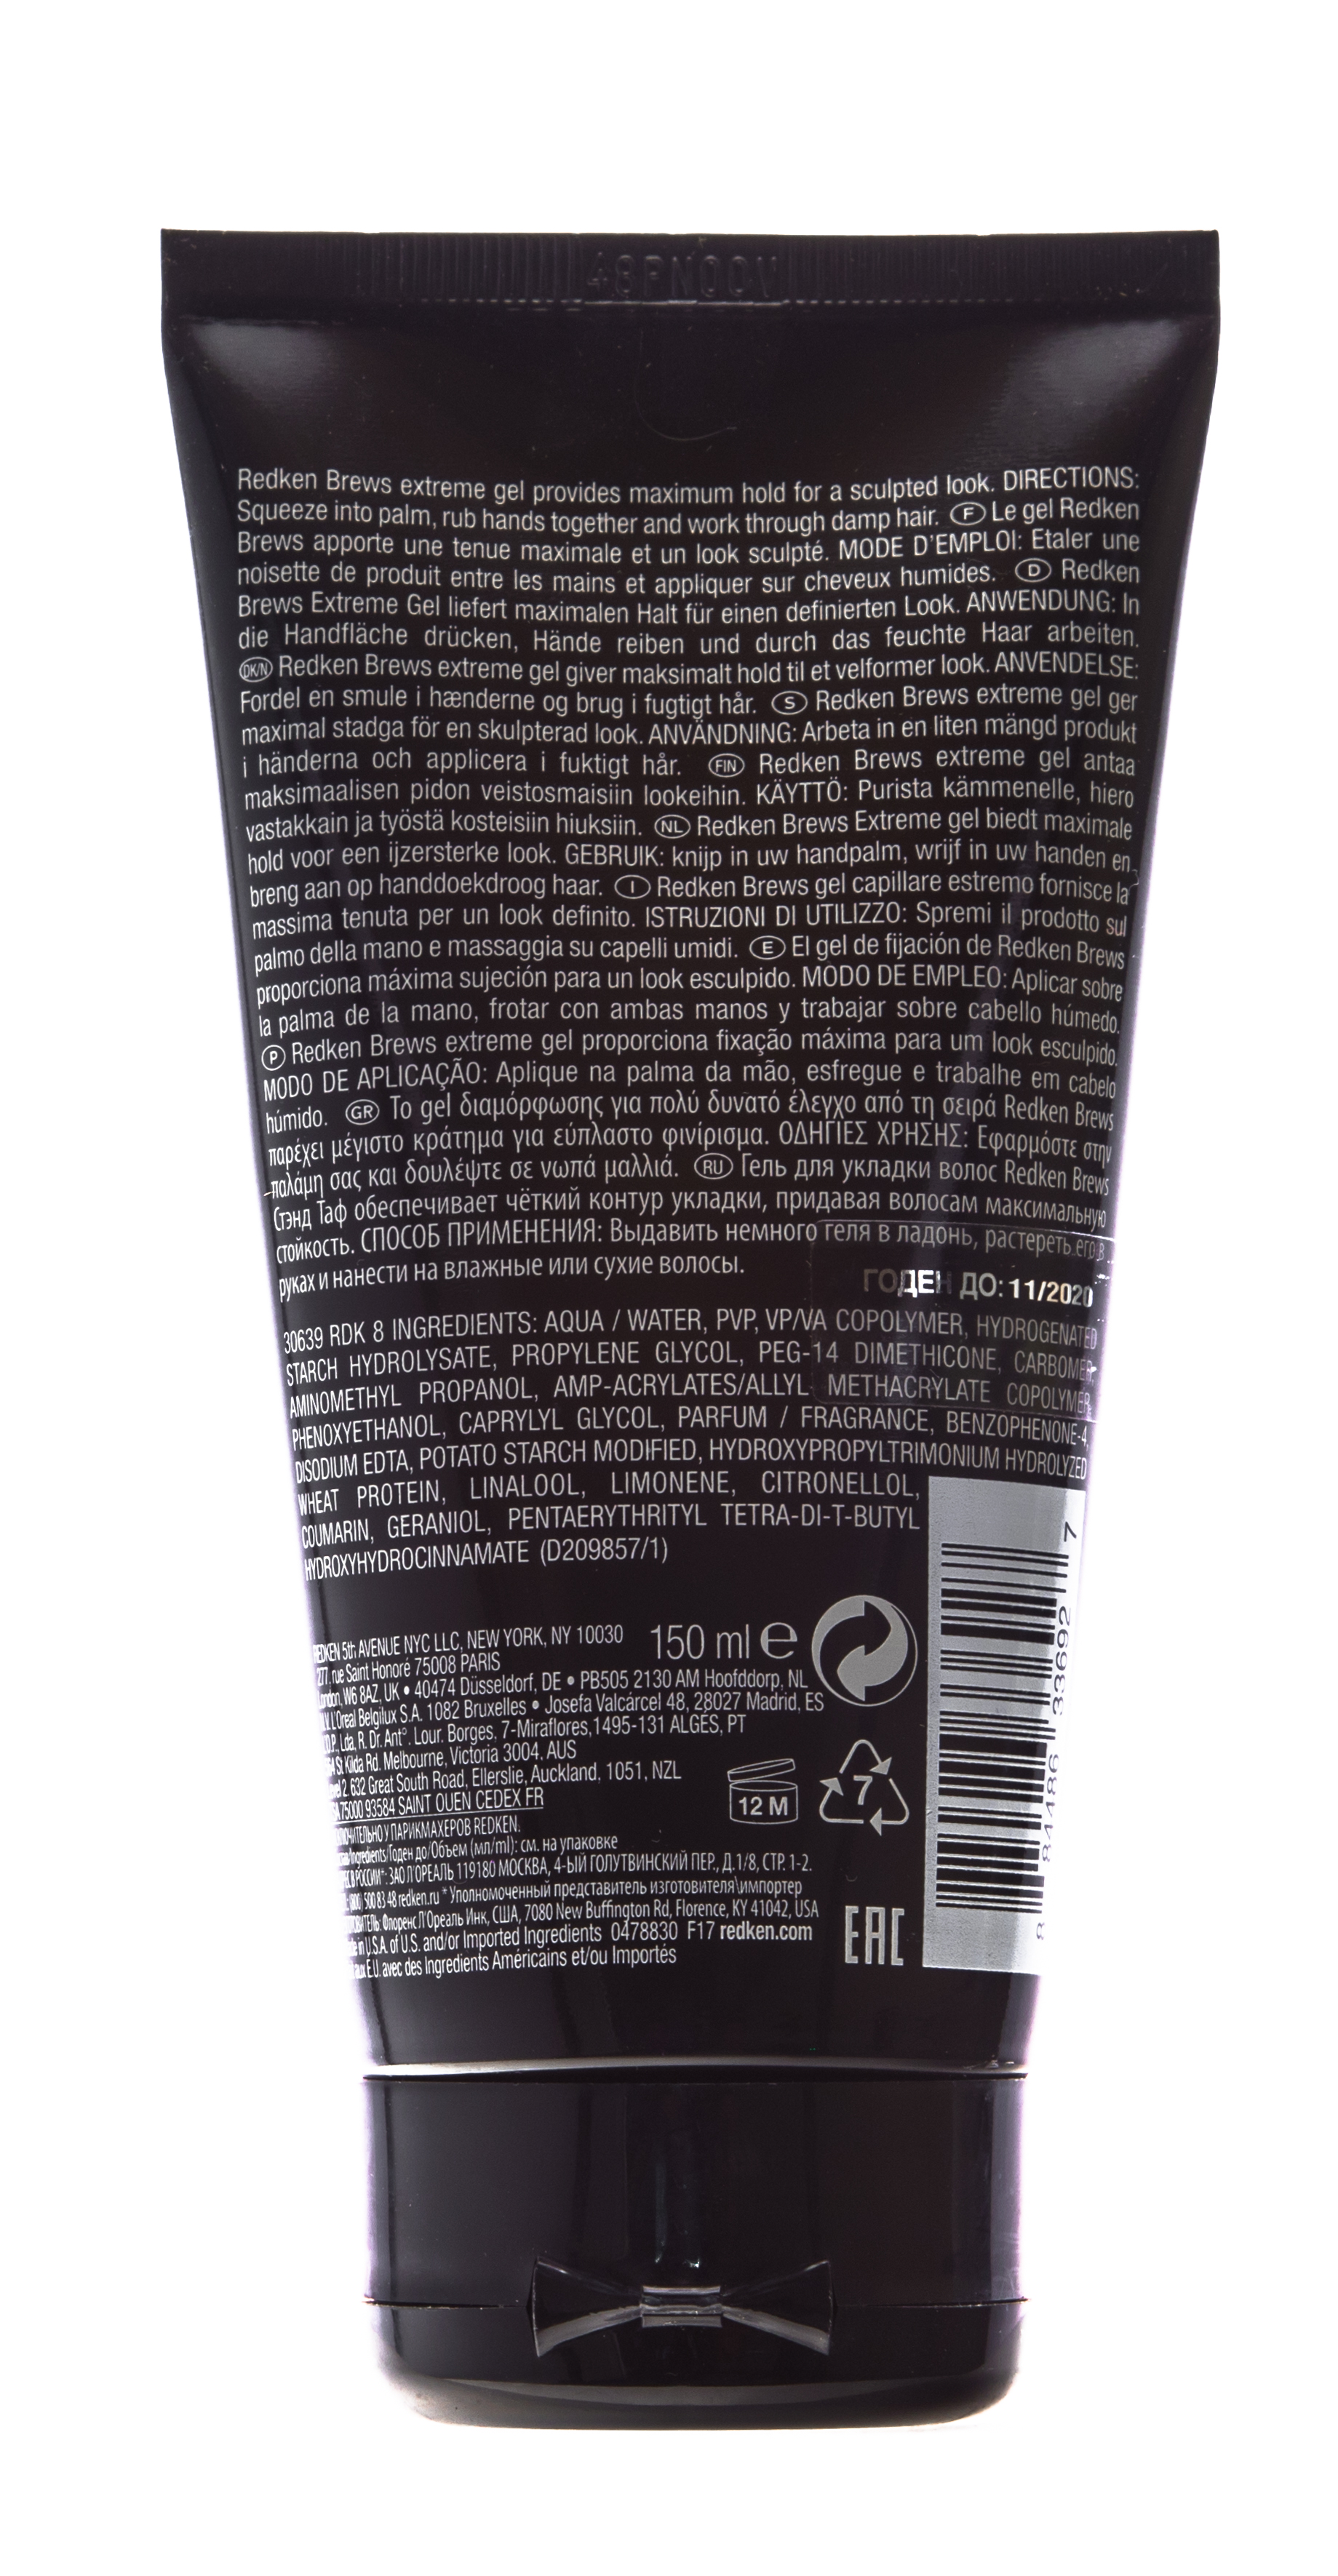 48PN00V
Redken Brews extreme gel provides maximum hold for a sculpted look. DIRECTIONS:
Squeeze into palm, rub hands together and work through damp hair. F Le gel Redken
Brews apporte une tenue maximale et un look sculpté. MODE D'EMPLOI: Etaler une
noisette de produit entre les mains et appliquer sur cheveux humides. D Redken
Brews Extreme Gel liefert maximalen Halt für einen definierten Look. ANWENDUNG: In
die Handfläche drücken, Hände reiben und durch das feuchte Haar arbeiten.
DK/N Redken Brews extreme gel giver maksimalt hold til et velformer look. ANVENDELSE:
Fordel en smule i hænderne og brug i fugtigt hår. S Redken Brews extreme gel ger
maximal stadga för en skulpterad look. ANVÄNDNING: Arbeta in en liten mängd produkt
i händerna och applicera i fuktigt hår. FIN Redken Brews extreme gel antaa
maksimaalisen pidon veistosmaisiin lookeihin. KÄYTTÖ: Purista kämmenelle, hiero
vastakkain ja työstä kosteisiin hiuksiin. NL Redken Brews Extreme gel biedt maximale
hold voor een ijzersterke look. GEBRUIK: knijp in uw handpalm, wrijf in uw handen en
breng aan op handdoekdroog haar. I Redken Brews gel capillare estremo fornisce la
massima tenuta per un look definito. ISTRUZIONI DI UTILIZZO: Spremi il prodotto sul
palmo della mano e massaggia su capelli umidi. E El gel de fijación de Redken Brews
proporciona máxima sujeción para un look esculpido. MODO DE EMPLEO: Aplicar sobre
la palma de la mano, frotar con ambas manos y trabajar sobre cabello húmedo.
P Redken Brews extreme gel proporciona fixação máxima para um look esculpido.
MODO DE APLICAÇÃO: Aplique na palma da mão, esfregue e trabalhe em cabelo
húmido. GR Το gel διαμόρφωσης για πολύ δυνατό έλεγχο από τη σειρά Redken Brews
παρέχει μέγιστο κράτημα για εύπλαστο φινίρισμα. ΟΔΗΓΙΕΣ ΧΡΗΣΗΣ: Εφαρμόστε στην
παλάμη σας και δουλέψτε σε νωπά μαλλιά. RU Гель для укладки волос Redken Brews
Стэнд Таф обеспечивает чёткий контур укладки, придавая волосам максимальную
стойкость. СПОСОБ ПРИМЕНЕНИЯ: Выдавить немного геля в ладонь, растереть его в
руках и нанести на влажные или сухие волосы.
ГОДЕН ДО: 11/2020
30639 RDK 8 INGREDIENTS: AQUA / WATER, PVP, VP/VA COPOLYMER, HYDROGENATED
STARCH HYDROLYSATE, PROPYLENE GLYCOL, PEG-14 DIMETHICONE, CARBOMER,
AMINOMETHYL PROPANOL, AMP-ACRYLATES/ALLYL METHACRYLATE COPOLYMER,
PHENOXYETHANOL, CAPRYLYL GLYCOL, PARFUM / FRAGRANCE, BENZOPHENONE-4,
DISODIUM EDTA, POTATO STARCH MODIFIED, HYDROXYPROPYLTRIMONIUM HYDROLYZED
WHEAT PROTEIN, LINALOOL, LIMONENE, CITRONELLOL,
COUMARIN, GERANIOL, PENTAERYTHRITYL TETRA-DI-T-BUTYL
HYDROXYHYDROCINNAMATE (D209857/1)
REDKEN 5th AVENUE NYC LLC, NEW YORK, NY 10030
150 ml e
277, rue Saint Honoré 75008 PARIS
London, W6 8AZ, UK • 40474 Düsseldorf, DE • PB505 2130 AM Hoofddorp, NL
L'Oreal Belgilux S.A. 1082 Bruxelles • Josefa Valcárcel 48, 28027 Madrid, ES
Lda, R. Dr. Antº. Lour. Borges, 7-Miraflores,1495-131 ALGÉS, PT
St Kilda Rd. Melbourne, Victoria 3004, AUS
2, 632 Great South Road, Ellerslie, Auckland, 1051, NZL
75000 93584 SAINT OUEN CEDEX FR
У ПАРИКМАХЕРОВ REDKEN.
Ingredients/Годен до/Объем (мл/ml): см. на упаковке
В РОССИИ*: ЗАО Л'ОРЕАЛЬ 119180 МОСКВА, 4-ЫЙ ГОЛУТВИНСКИЙ ПЕР., Д.1/8, СТР. 1-2.
500 83 48 redken.ru * Уполномоченный представитель изготовителя\импортер
Флоренс Л'Ореаль Инк, США, 7080 New Buffington Rd, Florence, KY 41042, USA
in U.S.A. of U.S. and/or Imported Ingredients 0478830 F17 redken.com
E.U. avec des Ingredients Américains et/ou Importés
12 M
7
EAC
8 84486 33692 7